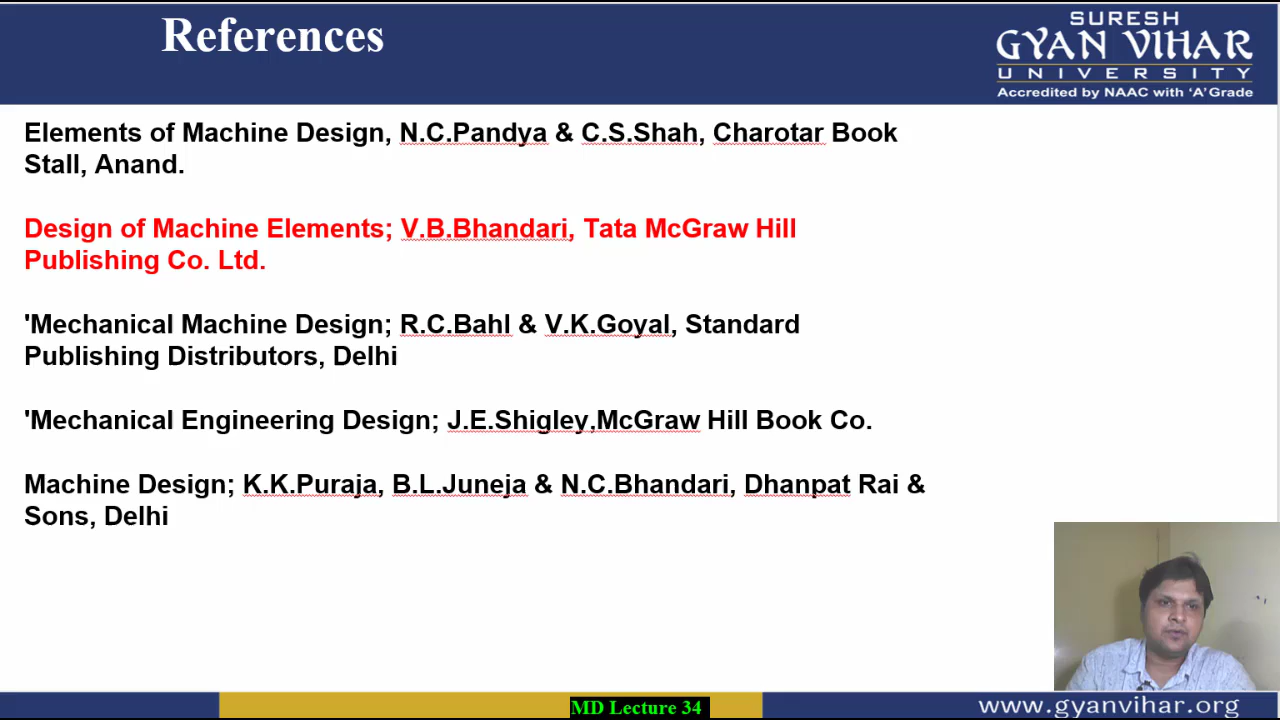 References
SURESH
GYAN VIHAR
UNIVERSITY
Accredited by NAAC with ‘A’ Grade
Elements of Machine Design, N.C.Pandya & C.S.Shah, Charotar Book
Stall, Anand.
Design of Machine Elements; V.B.Bhandari, Tata McGraw Hill
Publishing Co. Ltd.
'Mechanical Machine Design; R.C.Bahl & V.K.Goyal, Standard
Publishing Distributors, Delhi
'Mechanical Engineering Design; J.E.Shigley,McGraw Hill Book Co.
Machine Design; K.K.Puraja, B.L.Juneja & N.C.Bhandari, Dhanpat Rai &
Sons, Delhi
MD Lecture 34
www.gyanvihar.org